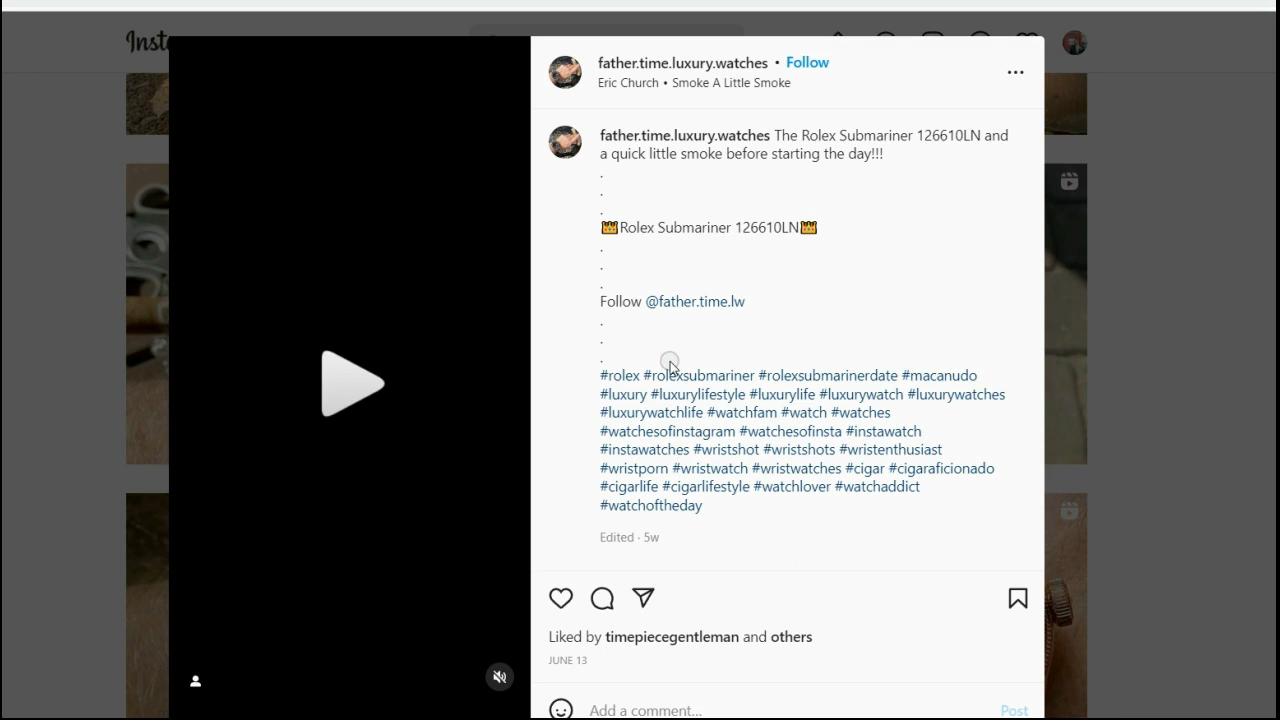 Inst
father.time.luxury.watches • Follow
Eric Church • Smoke A Little Smoke
father.time.luxury.watches The Rolex Submariner 126610LN and
a quick little smoke before starting the day!!!
.
.
.
👑Rolex Submariner 126610LN👑
.
.
.
Follow @father.time.lw
.
.
.
#rolex #rolexsubmariner #rolexsubmarinerdate #macanudo
#luxury #luxurylifestyle #luxurylife #luxurywatch #luxurywatches
#luxurywatchlife #watchfam #watch #watches
#watchesofinstagram #watchesofinsta #instawatch
#instawatches #wristshot #wristshots #wristenthusiast
#wristporn #wristwatch #wristwatches #cigar #cigaraficionado
#cigarlife #cigarlifestyle #watchlover #watchaddict
#watchoftheday
Edited · 5w
Liked by timepiecegentleman and others
JUNE 13
Add a comment... Post